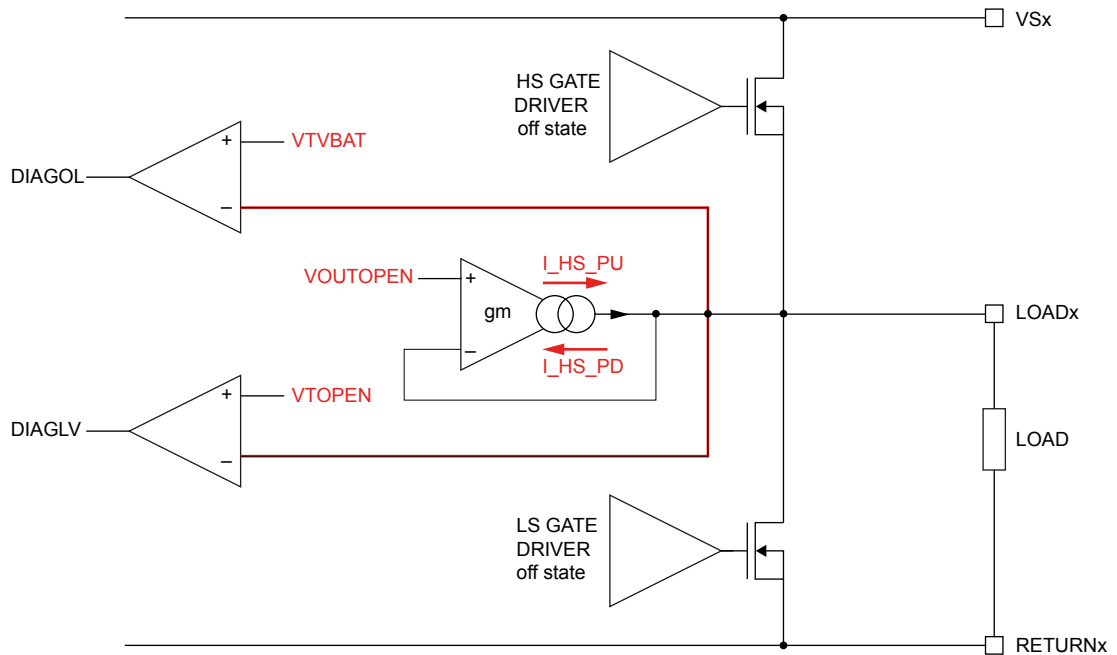 VSx
HS GATE
DRIVER
off state
+
VTVBAT
DIAGOL
–
I_HS_PU
VOUTOPEN
+
gm
LOADx
–
I_HS_PD
+
VTOPEN
DIAGLV
–
LOAD
LS GATE
DRIVER
off state
RETURNx